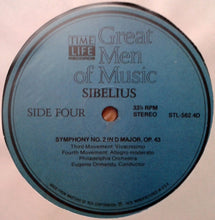 TIME
LIFE
Great
Men
of Music
SIBELIUS
SIDE FOUR
33⅓ RPM
STEREO
STL-562 4D
SYMPHONY NO. 2 IN D MAJOR, OP. 43
Third Movement: Vivacissimo
Fourth Movement: Allegro moderato
Philadelphia Orchestra
Eugene Ormandy, Conductor